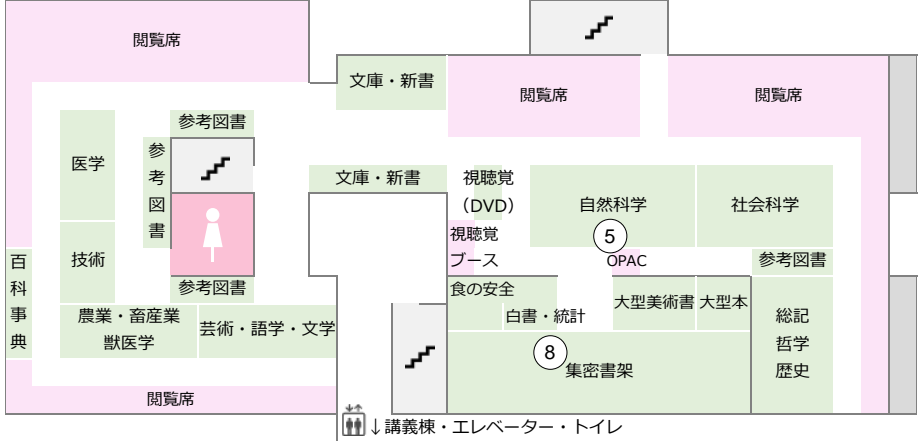 閲覧席
文庫・新書
閲覧席
閲覧席
参考図書
医学
参考図書
文庫・新書
視聴覚
（DVD）
自然科学
社会科学
5
視聴覚
ブース
OPAC
参考図書
百科事典
技術
参考図書
食の安全
白書・統計
大型美術書
大型本
農業・畜産業
獣医学
芸術・語学・文学
総記
哲学
歴史
8
集密書架
閲覧席
↓講義棟・エレベーター・トイレ